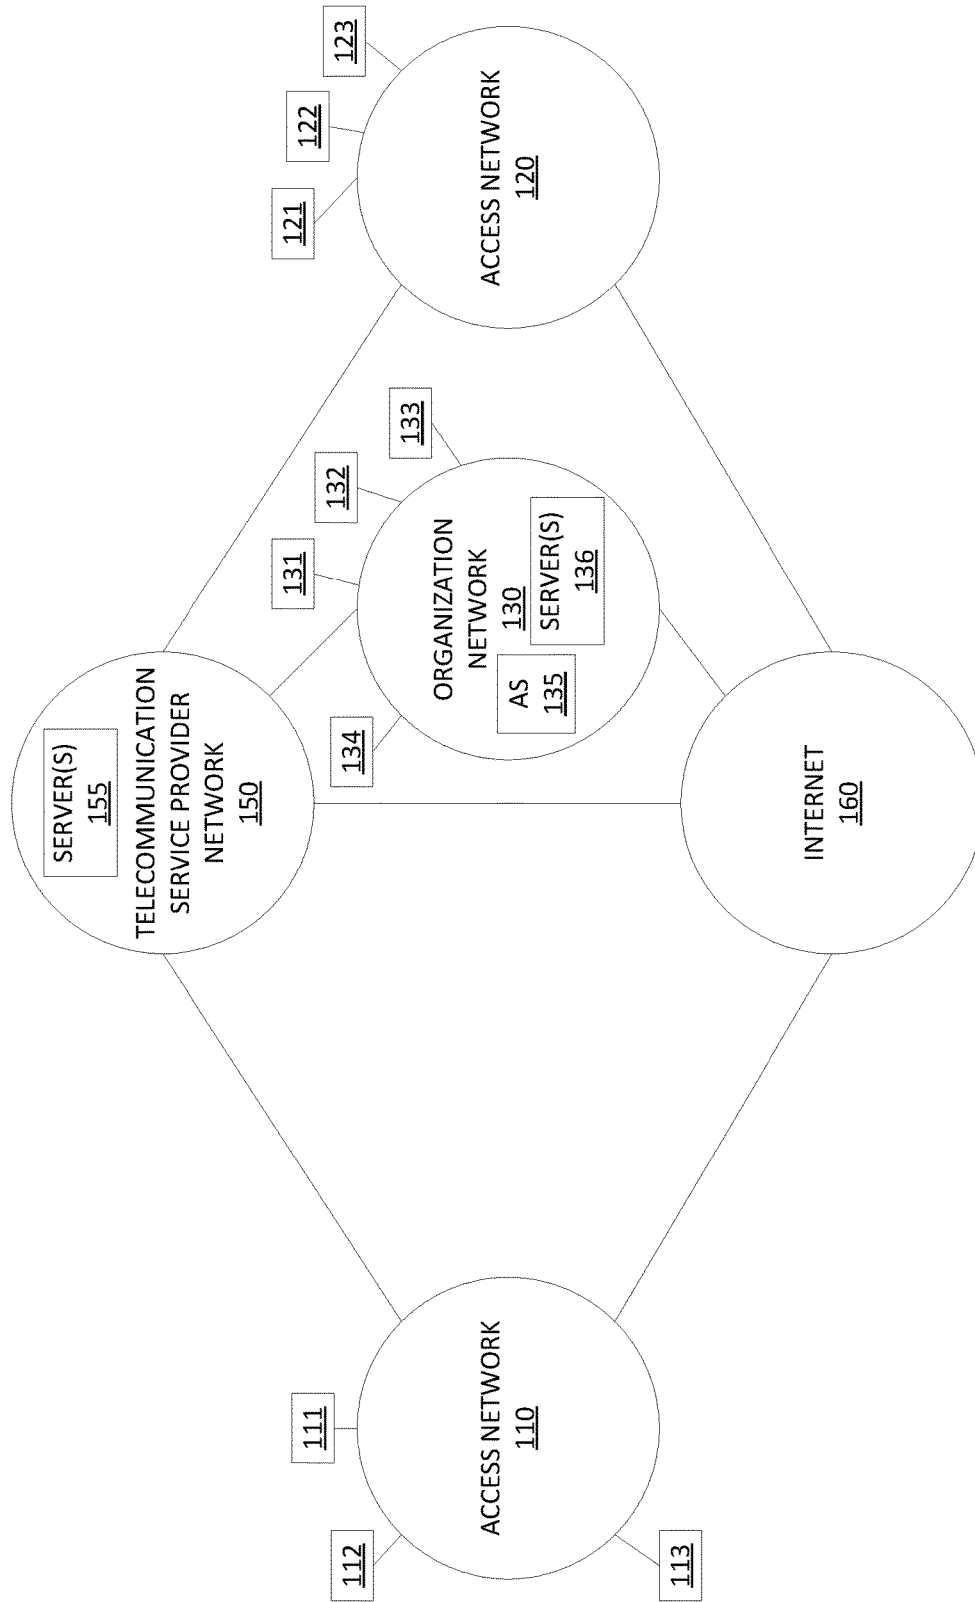 SERVER(S)
155
TELECOMMUNICATION
SERVICE PROVIDER
NETWORK
150
112
111
134
131
132
133
121
122
123
ACCESS NETWORK
110
ORGANIZATION
NETWORK
130
AS
135
SERVER(S)
136
ACCESS NETWORK
120
113
INTERNET
160